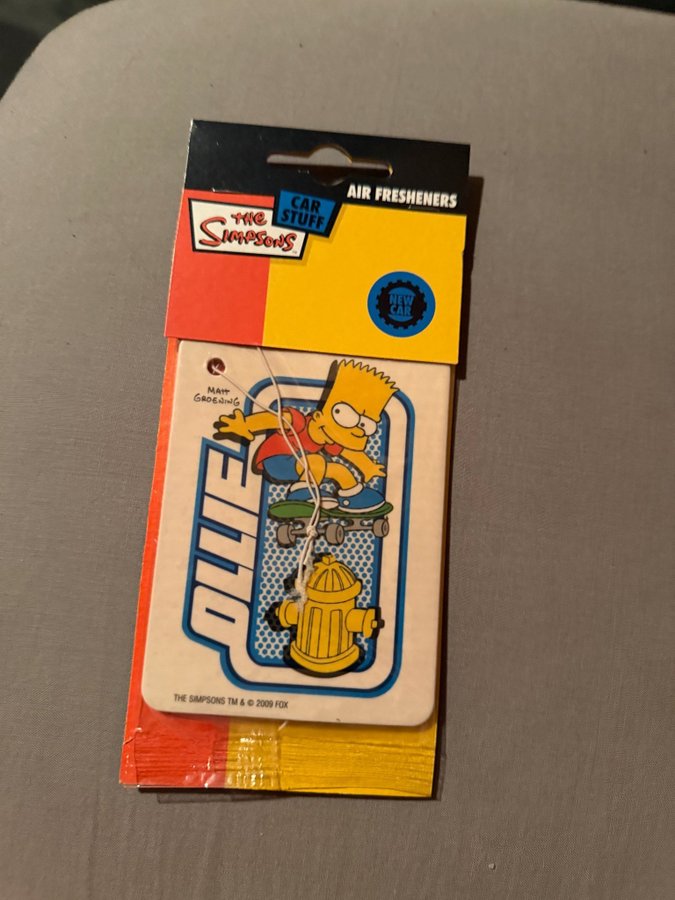 AIR FRESHENERS
CAR
STUFF
THE
SIMPSONS
NEW
CAR
MATT
GROENING
OLLIE
THE SIMPSONS TM & © 2009 FOX